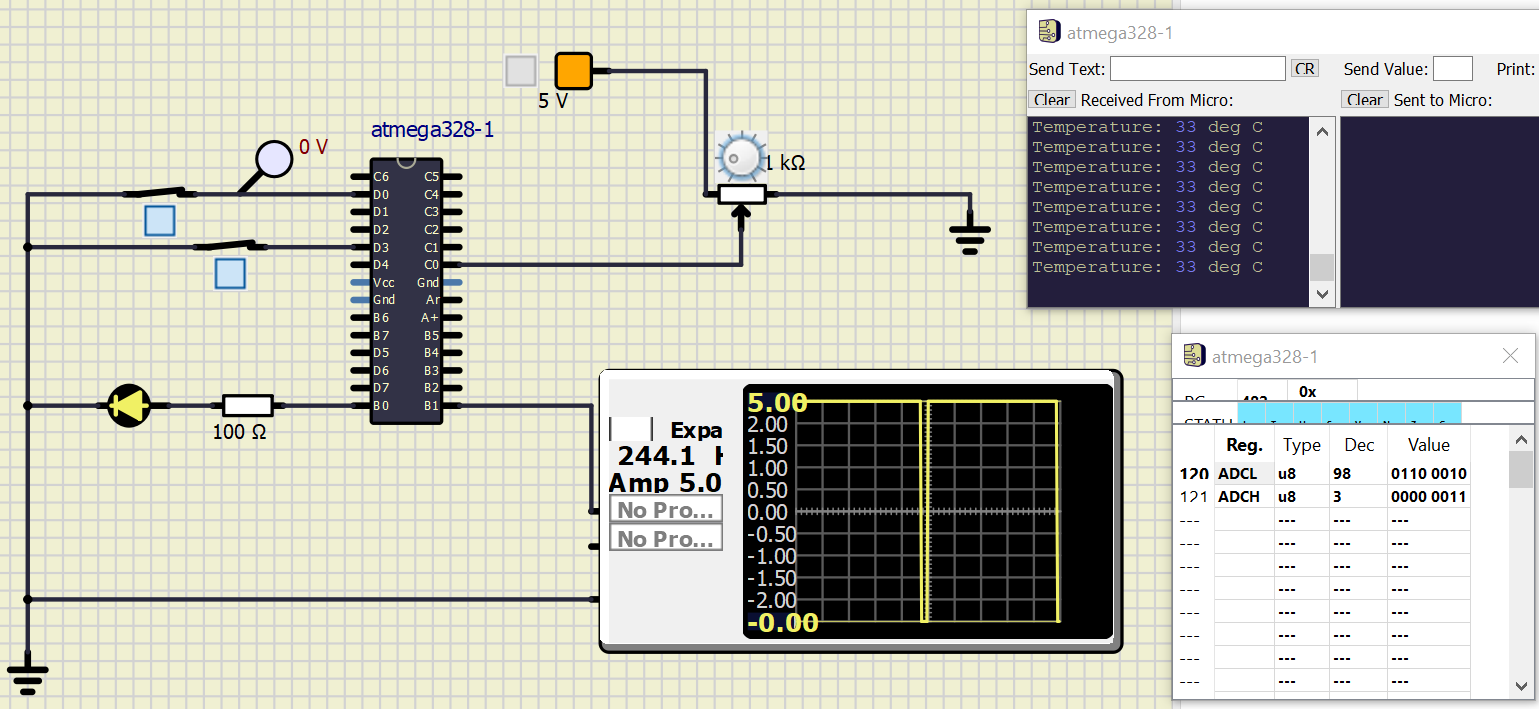 5 V
atmega328-1
0 V
1 kΩ
C6 C5
D0 C4
D1 C3
D2 C2
D3 C1
D4 C0
Vcc Gnd
Gnd Ar
B6 A+
B7 B5
D5 B4
D6 B3
D7 B2
B0 B1
100 Ω
Expa
244.1 H
Amp 5.0
No Pro...
No Pro...
5.00
2.00
1.50
1.00
0.50
0.00
-0.50
-1.00
-1.50
-2.00
-0.00
atmega328-1
Send Text: CR Send Value: Print:
Clear Received From Micro: Clear Sent to Micro:
Temperature: 33 deg C
Temperature: 33 deg C
Temperature: 33 deg C
Temperature: 33 deg C
Temperature: 33 deg C
Temperature: 33 deg C
Temperature: 33 deg C
Temperature: 33 deg C
atmega328-1
0x
Reg. Type Dec Value
120 ADCL u8 98 0110 0010
121 ADCH u8 3 0000 0011
--- --- --- ---
--- --- --- ---
--- --- --- ---
--- --- --- ---
--- --- --- ---
--- --- --- ---
--- --- --- ---
--- --- --- ---